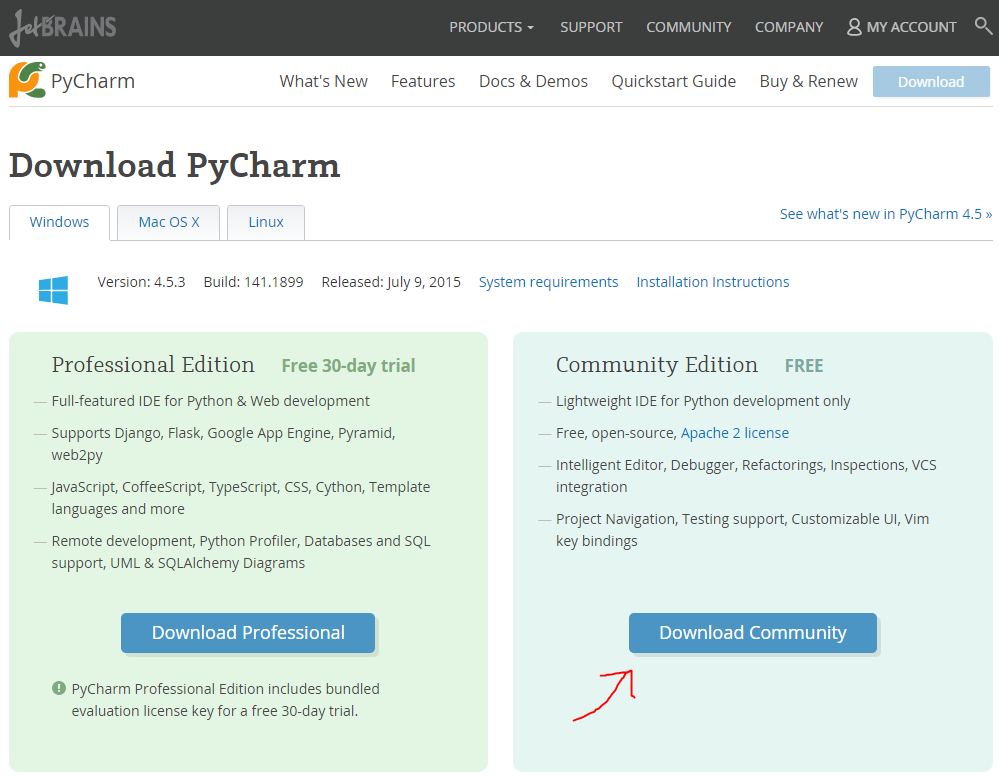 JetBRAINS
PRODUCTS SUPPORT COMMUNITY COMPANY MY ACCOUNT
PyCharm What's New Features Docs & Demos Quickstart Guide Buy & Renew Download
Download PyCharm
Windows Mac OS X Linux See what's new in PyCharm 4.5 »
Version: 4.5.3 Build: 141.1899 Released: July 9, 2015 System requirements Installation Instructions
Professional Edition Free 30-day trial
— Full-featured IDE for Python & Web development
— Supports Django, Flask, Google App Engine, Pyramid,
web2py
— JavaScript, CoffeeScript, TypeScript, CSS, Cython, Template
languages and more
— Remote development, Python Profiler, Databases and SQL
support, UML & SQLAlchemy Diagrams
Download Professional
! PyCharm Professional Edition includes bundled
evaluation license key for a free 30-day trial.
Community Edition FREE
— Lightweight IDE for Python development only
— Free, open-source, Apache 2 license
— Intelligent Editor, Debugger, Refactorings, Inspections, VCS
integration
— Project Navigation, Testing support, Customizable UI, Vim
key bindings
Download Community